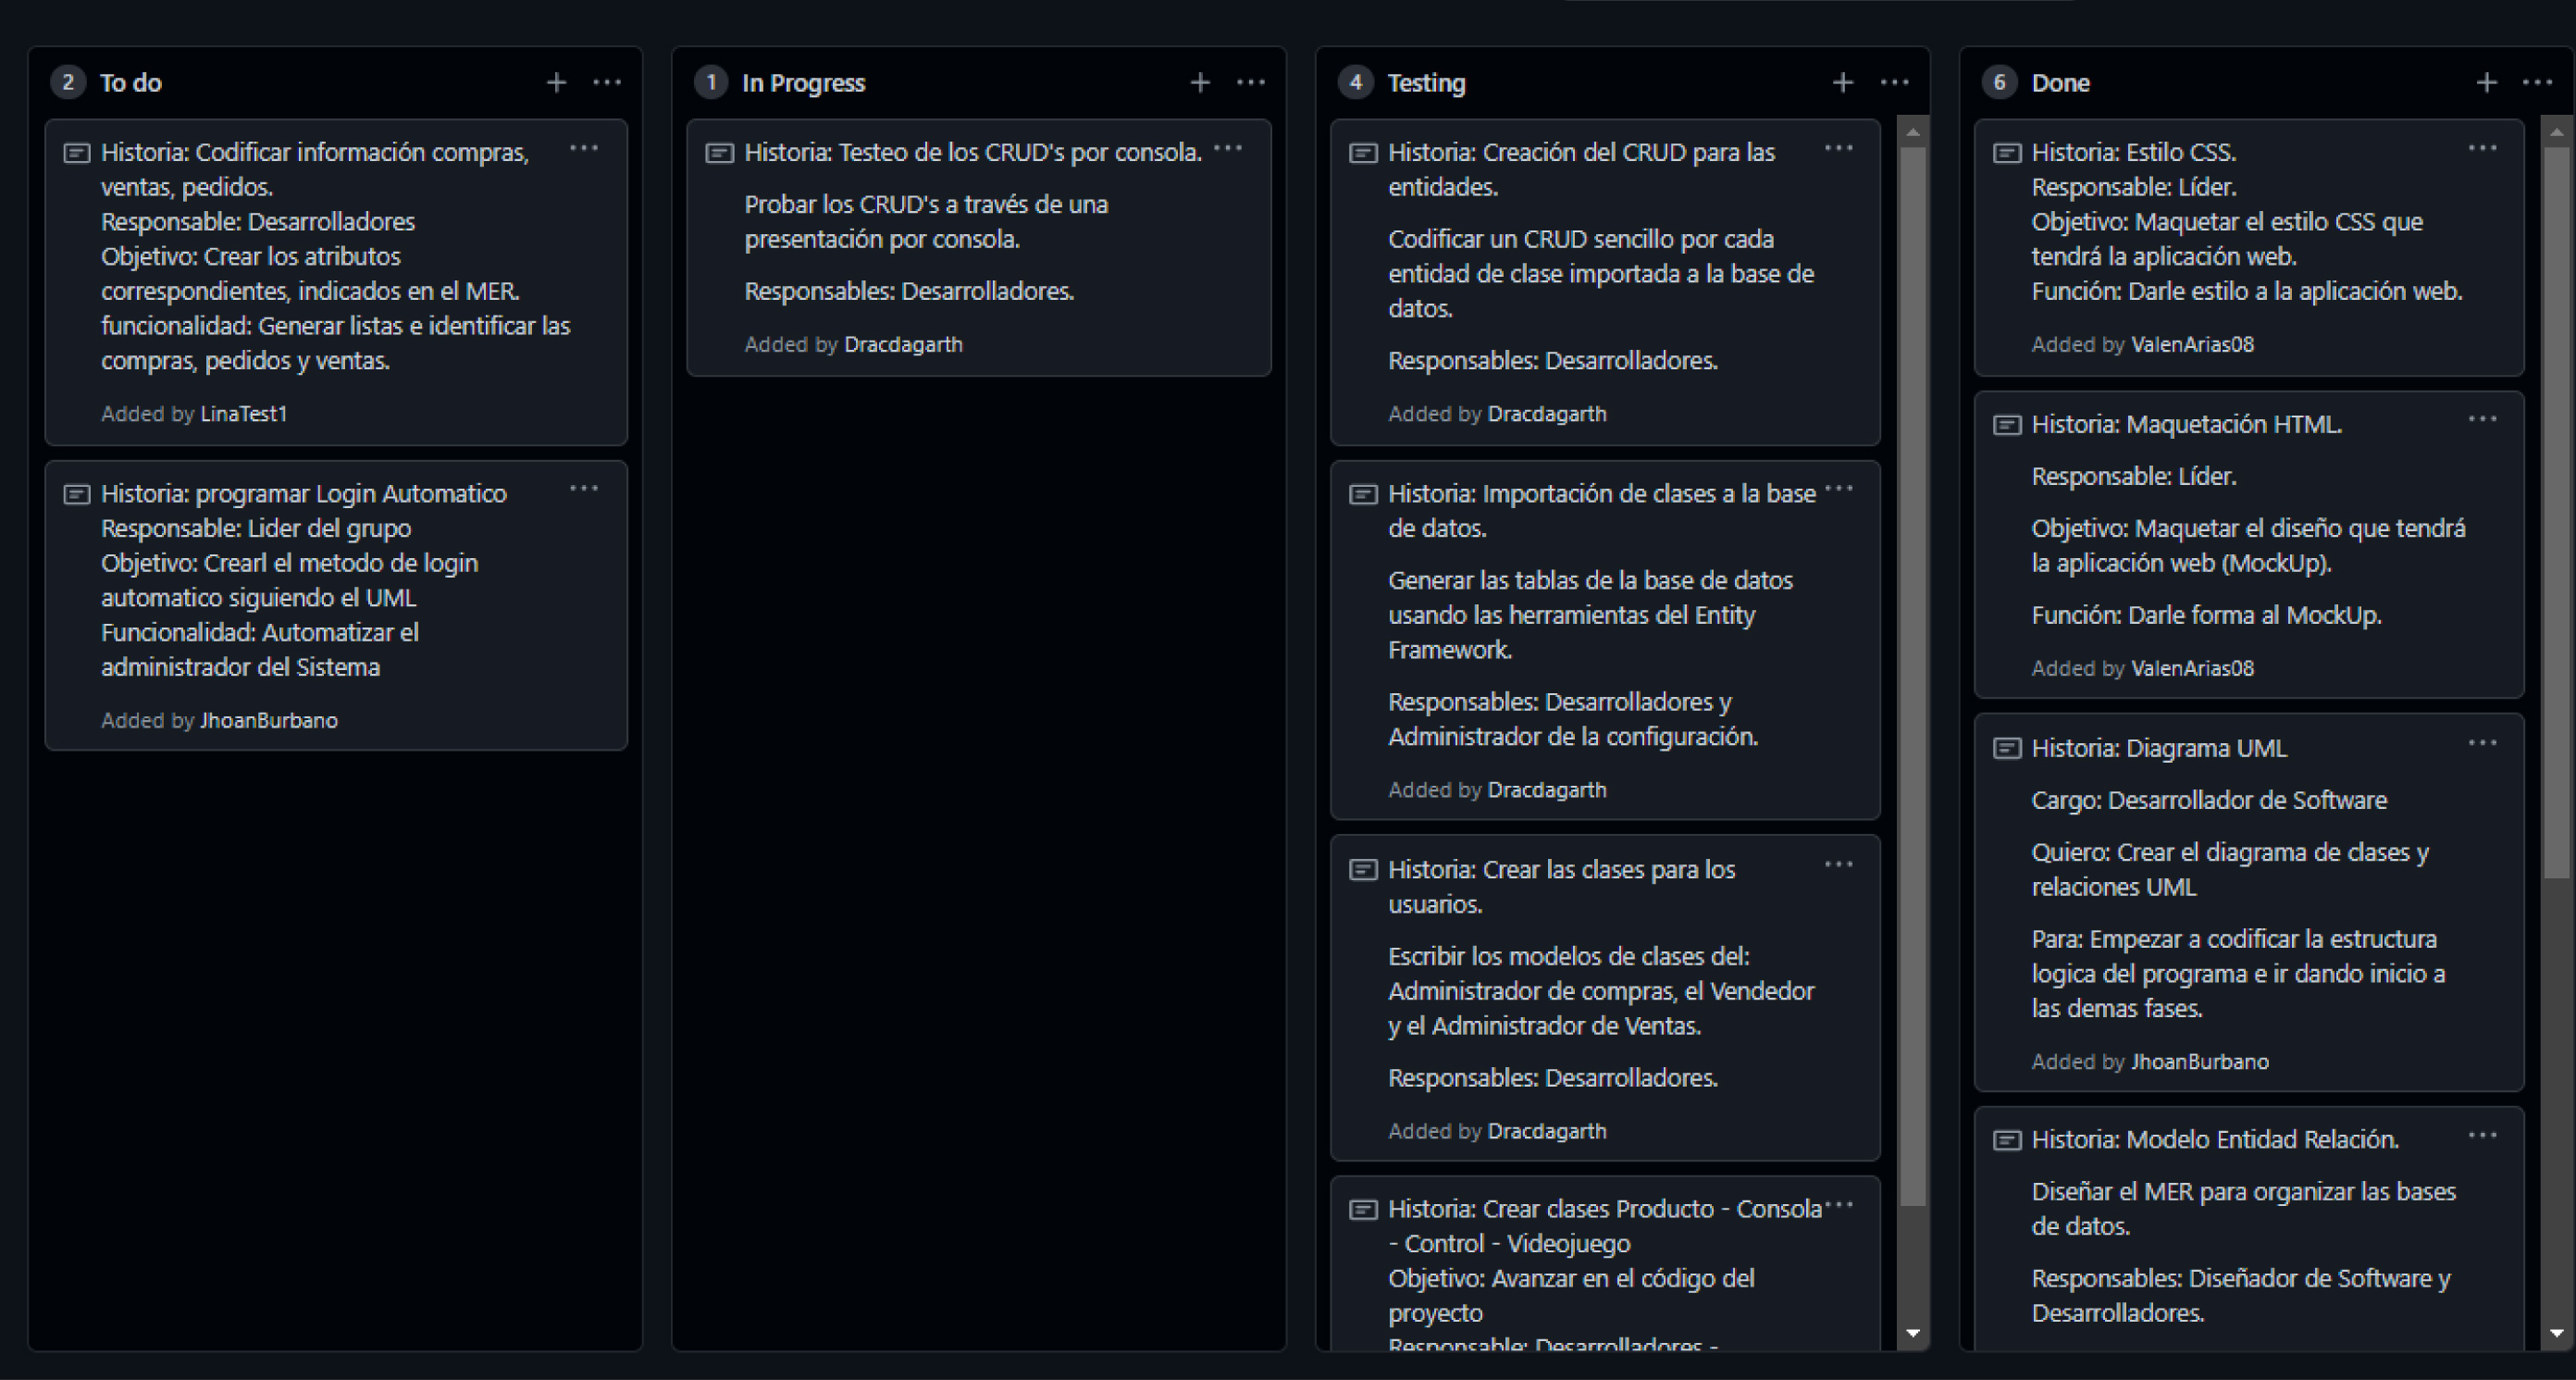 2 To do
Historia: Codificar información compras,
ventas, pedidos.
Responsable: Desarrolladores
Objetivo: Crear los atributos
correspondientes, indicados en el MER.
funcionalidad: Generar listas e identificar las
compras, pedidos y ventas.
Added by LinaTest1
Historia: programar Login Automatico
Responsable: Lider del grupo
Objetivo: Crearl el metodo de login
automatico siguiendo el UML
Funcionalidad: Automatizar el
administrador del Sistema
Added by JhoanBurbano
1 In Progress
Historia: Testeo de los CRUD's por consola.
Probar los CRUD's a través de una
presentación por consola.
Responsables: Desarrolladores.
Added by Dracdagarth
4 Testing
Historia: Creación del CRUD para las
entidades.
Codificar un CRUD sencillo por cada
entidad de clase importada a la base de
datos.
Responsables: Desarrolladores.
Added by Dracdagarth
Historia: Importación de clases a la base
de datos.
Generar las tablas de la base de datos
usando las herramientas del Entity
Framework.
Responsables: Desarrolladores y
Administrador de la configuración.
Added by Dracdagarth
Historia: Crear las clases para los
usuarios.
Escribir los modelos de clases del:
Administrador de compras, el Vendedor
y el Administrador de Ventas.
Responsables: Desarrolladores.
Added by Dracdagarth
Historia: Crear clases Producto - Consola
- Control - Videojuego
Objetivo: Avanzar en el código del
proyecto
Responsable: Desarrolladores -
6 Done
Historia: Estilo CSS.
Responsable: Líder.
Objetivo: Maquetar el estilo CSS que
tendrá la aplicación web.
Función: Darle estilo a la aplicación web.
Added by ValenArias08
Historia: Maquetación HTML.
Responsable: Líder.
Objetivo: Maquetar el diseño que tendrá
la aplicación web (MockUp).
Función: Darle forma al MockUp.
Added by ValenArias08
Historia: Diagrama UML
Cargo: Desarrollador de Software
Quiero: Crear el diagrama de clases y
relaciones UML
Para: Empezar a codificar la estructura
logica del programa e ir dando inicio a
las demas fases.
Added by JhoanBurbano
Historia: Modelo Entidad Relación.
Diseñar el MER para organizar las bases
de datos.
Responsables: Diseñador de Software y
Desarrolladores.